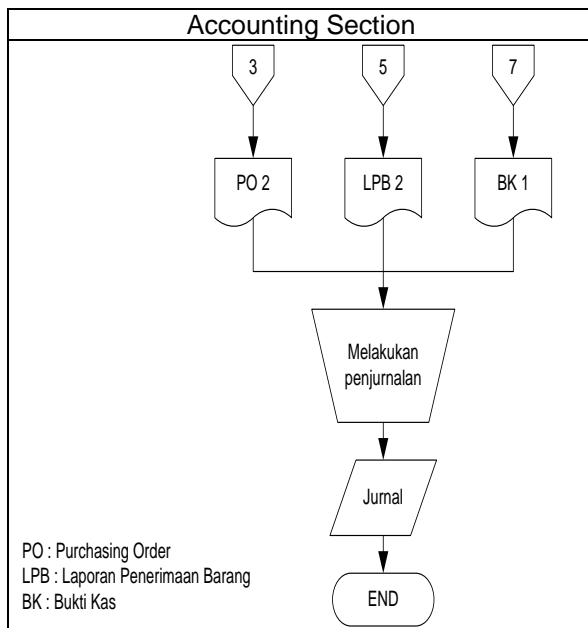 Accounting Section
3
5
7
PO 2
LPB 2
BK 1
Melakukan
penjurnalan
Jurnal
PO : Purchasing Order
LPB : Laporan Penerimaan Barang
BK : Bukti Kas
END